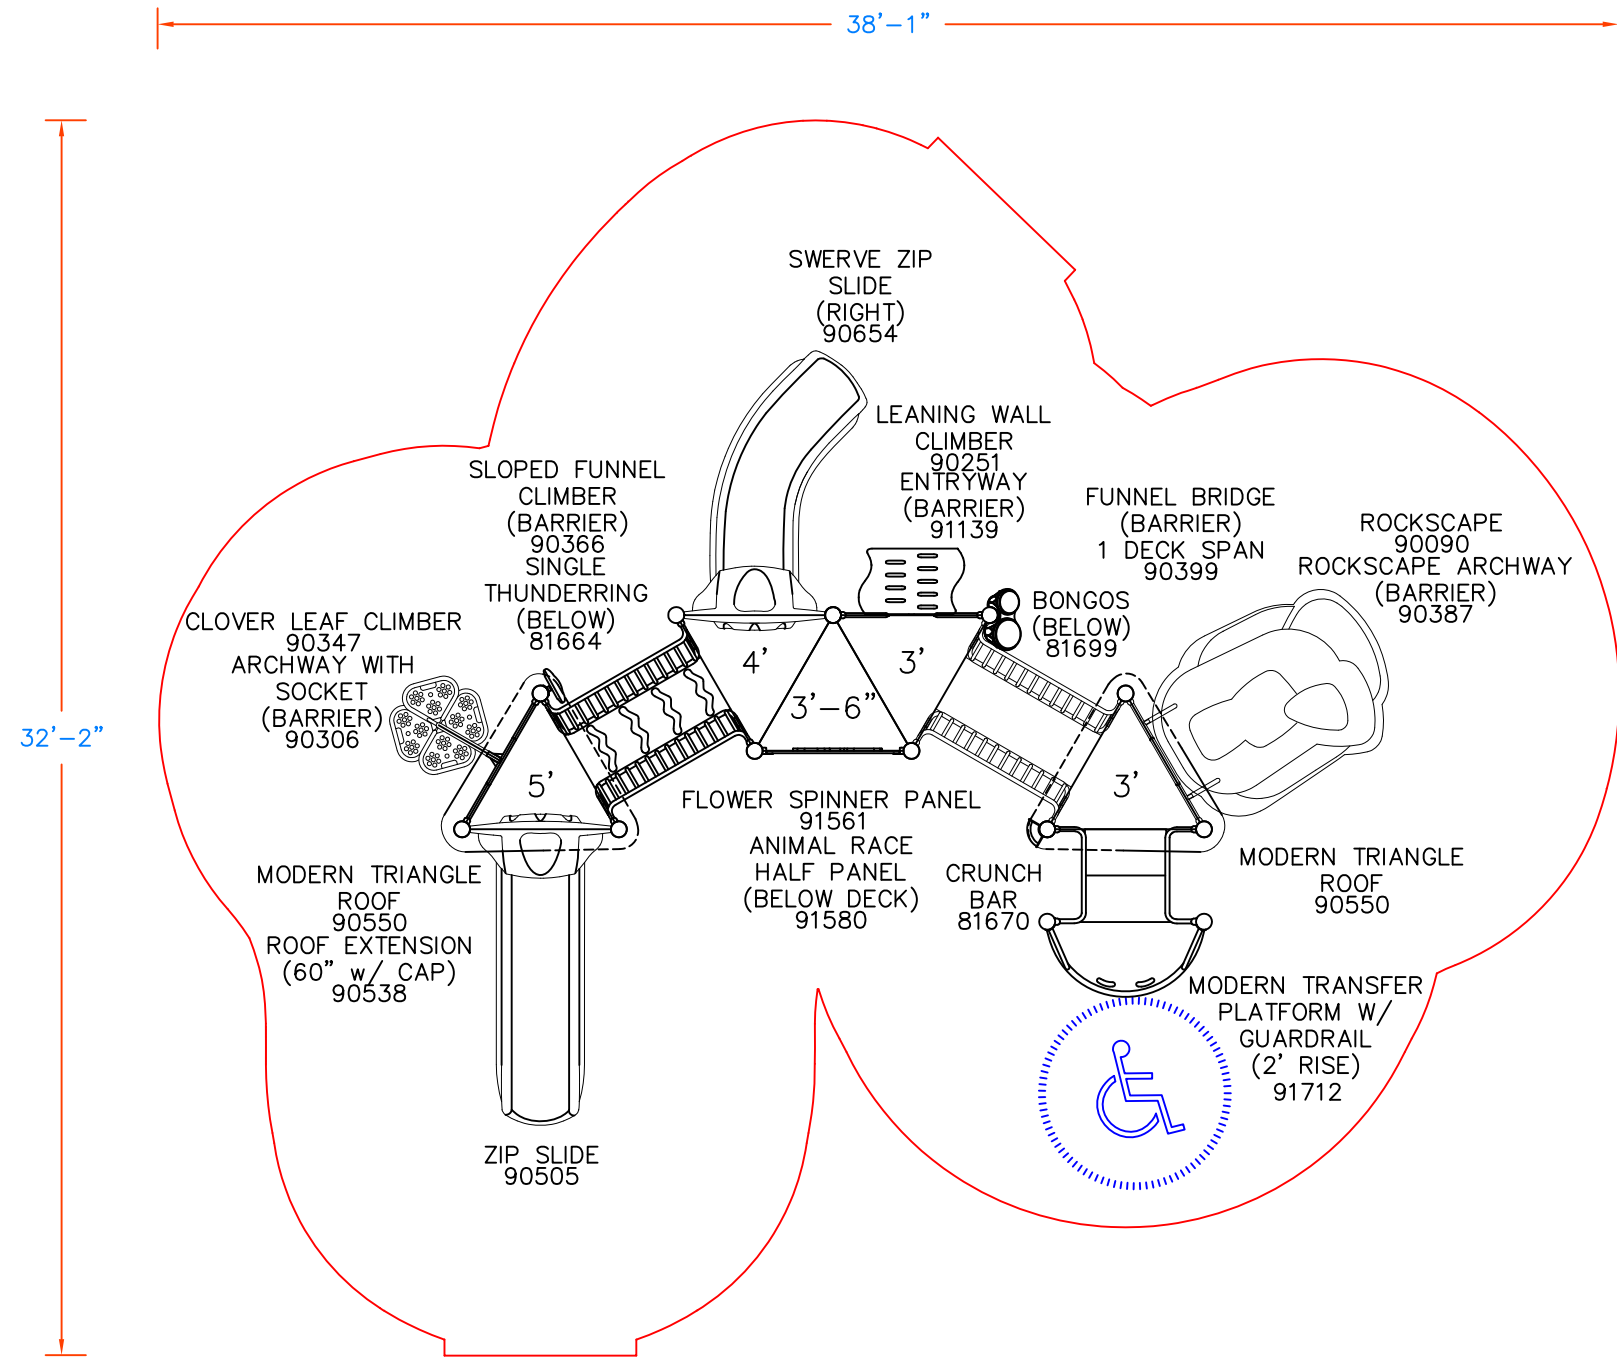 38'-1"
32'-2"
SWERVE ZIP
SLIDE
(RIGHT)
90654
LEANING WALL
CLIMBER
90251
ENTRYWAY
(BARRIER)
91139
SLOPED FUNNEL
CLIMBER
(BARRIER)
90366
SINGLE
THUNDERRING
(BELOW)
81664
FUNNEL BRIDGE
(BARRIER)
1 DECK SPAN
90399
ROCKSCAPE
90090
ROCKSCAPE ARCHWAY
(BARRIER)
90387
BONGOS
(BELOW)
81699
CLOVER LEAF CLIMBER
90347
ARCHWAY WITH
SOCKET
(BARRIER)
90306
4'
3'
3'-6"
5'
3'
FLOWER SPINNER PANEL
91561
ANIMAL RACE
HALF PANEL
(BELOW DECK)
91580
CRUNCH
BAR
81670
MODERN TRIANGLE
ROOF
90550
MODERN TRIANGLE
ROOF
90550
ROOF EXTENSION
(60" w/ CAP)
90538
MODERN TRANSFER
PLATFORM W/
GUARDRAIL
(2' RISE)
91712
ZIP SLIDE
90505